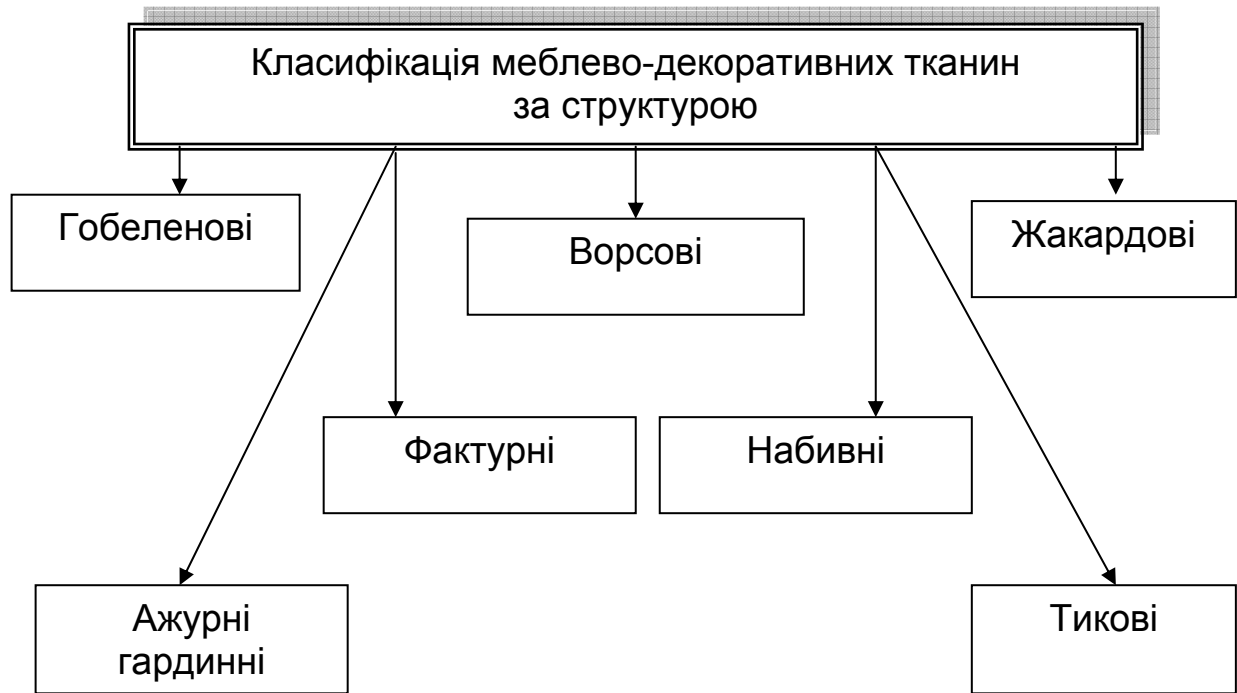 Класифікація меблево-декоративних тканин
за структурою
Гобеленові
Ворсові
Жакардові
Фактурні
Набивні
Ажурні
гардинні
Тикові